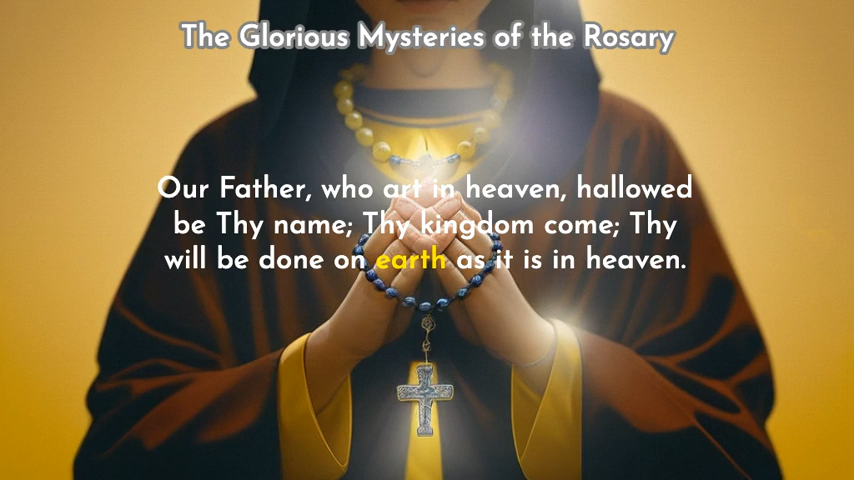 The Glorious Mysteries of the Rosary
Our Father, who art in heaven, hallowed
be Thy name; Thy kingdom come; Thy
will be done on earth as it is in heaven.